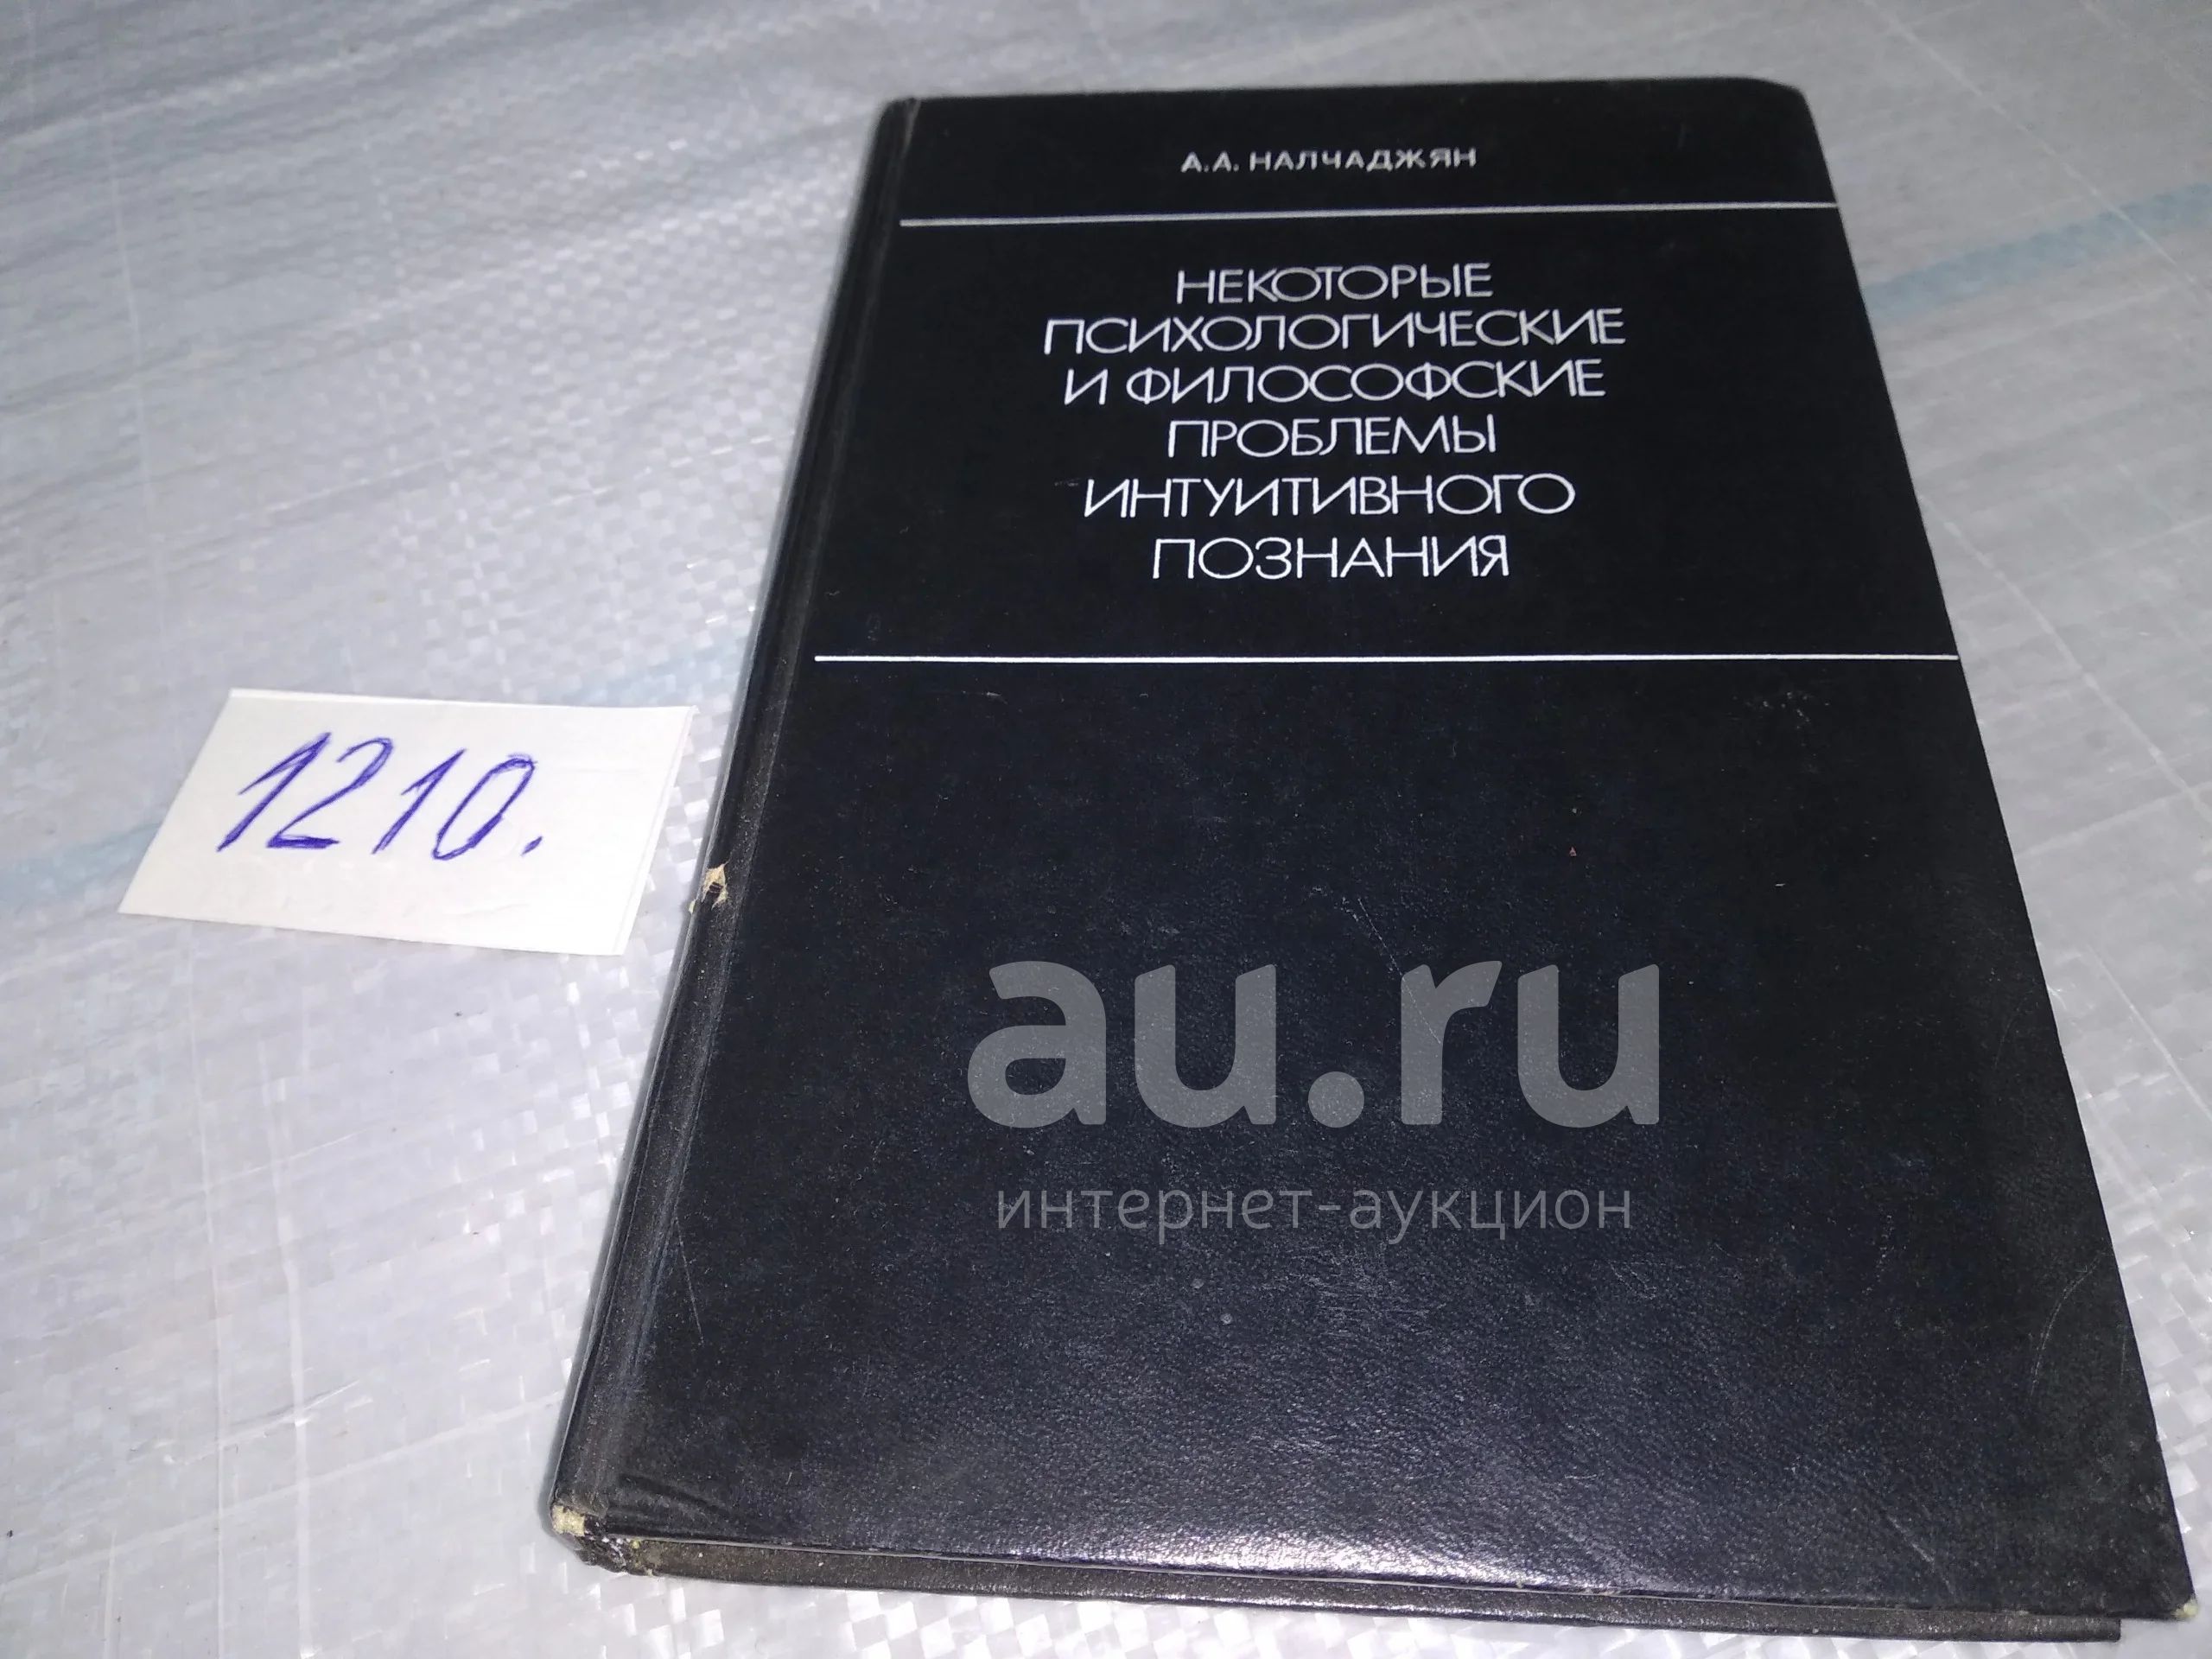 А.А. НАЛЧАДЖЯН
НЕКОТОРЫЕ
ПСИХОЛОГИЧЕСКИЕ
И ФИЛОСОФСКИЕ
ПРОБЛЕМЫ
ИНТУИТИВНОГО
ПОЗНАНИЯ
1210.
au.ru
интернет-аукцион